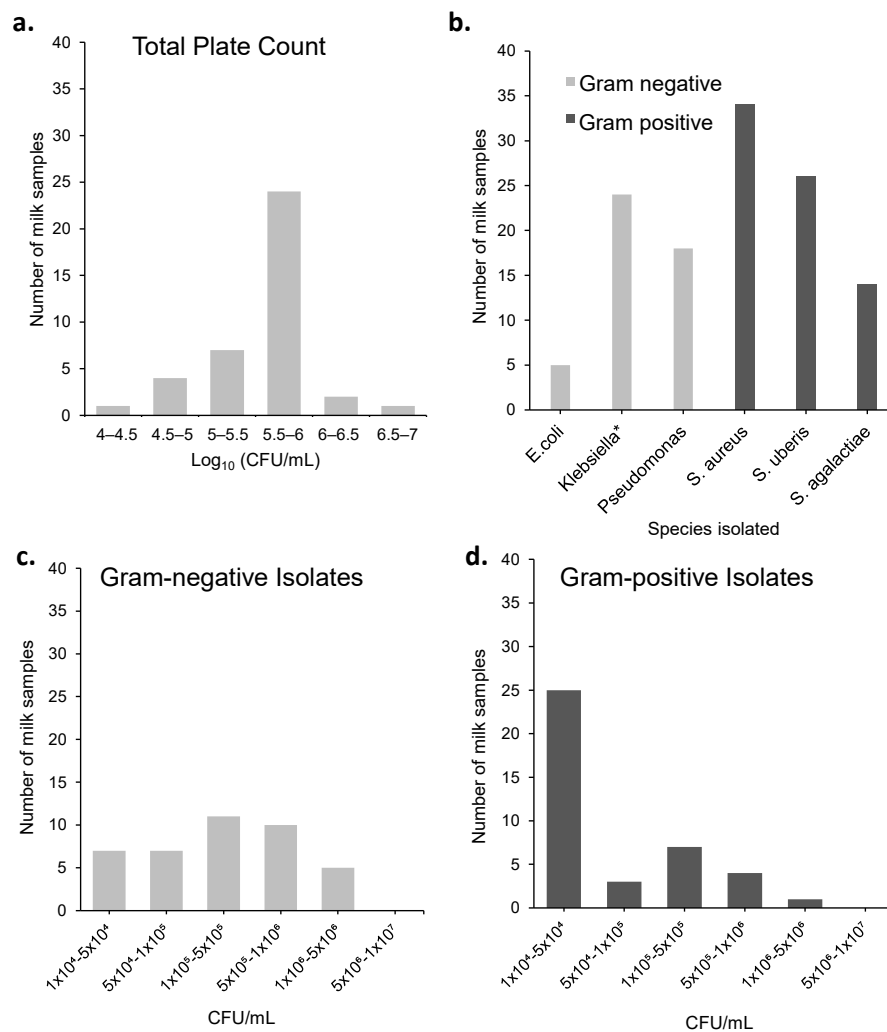 a.
Total Plate Count
40
35
30
25
20
15
10
5
0
Number of milk samples
4–4.5 4.5–5 5–5.5 5.5–6 6–6.5 6.5–7
Log₁₀ (CFU/mL)
b.
Gram negative
Gram positive
40
35
30
25
20
15
10
5
0
Number of milk samples
E.coli
Klebsiella*
Pseudomonas
S. aureus
S. uberis
S. agalactiae
Species isolated
c.
Gram-negative Isolates
40
35
30
25
20
15
10
5
0
Number of milk samples
1x10⁴-5x10⁴
5x10⁴-1x10⁵
1x10⁵-5x10⁵
5x10⁵-1x10⁶
1x10⁶-5x10⁶
5x10⁶-1x10⁷
CFU/mL
d.
Gram-positive Isolates
40
35
30
25
20
15
10
5
0
Number of milk samples
1x10⁴-5x10⁴
5x10⁴-1x10⁵
1x10⁵-5x10⁵
5x10⁵-1x10⁶
1x10⁶-5x10⁶
5x10⁶-1x10⁷
CFU/mL